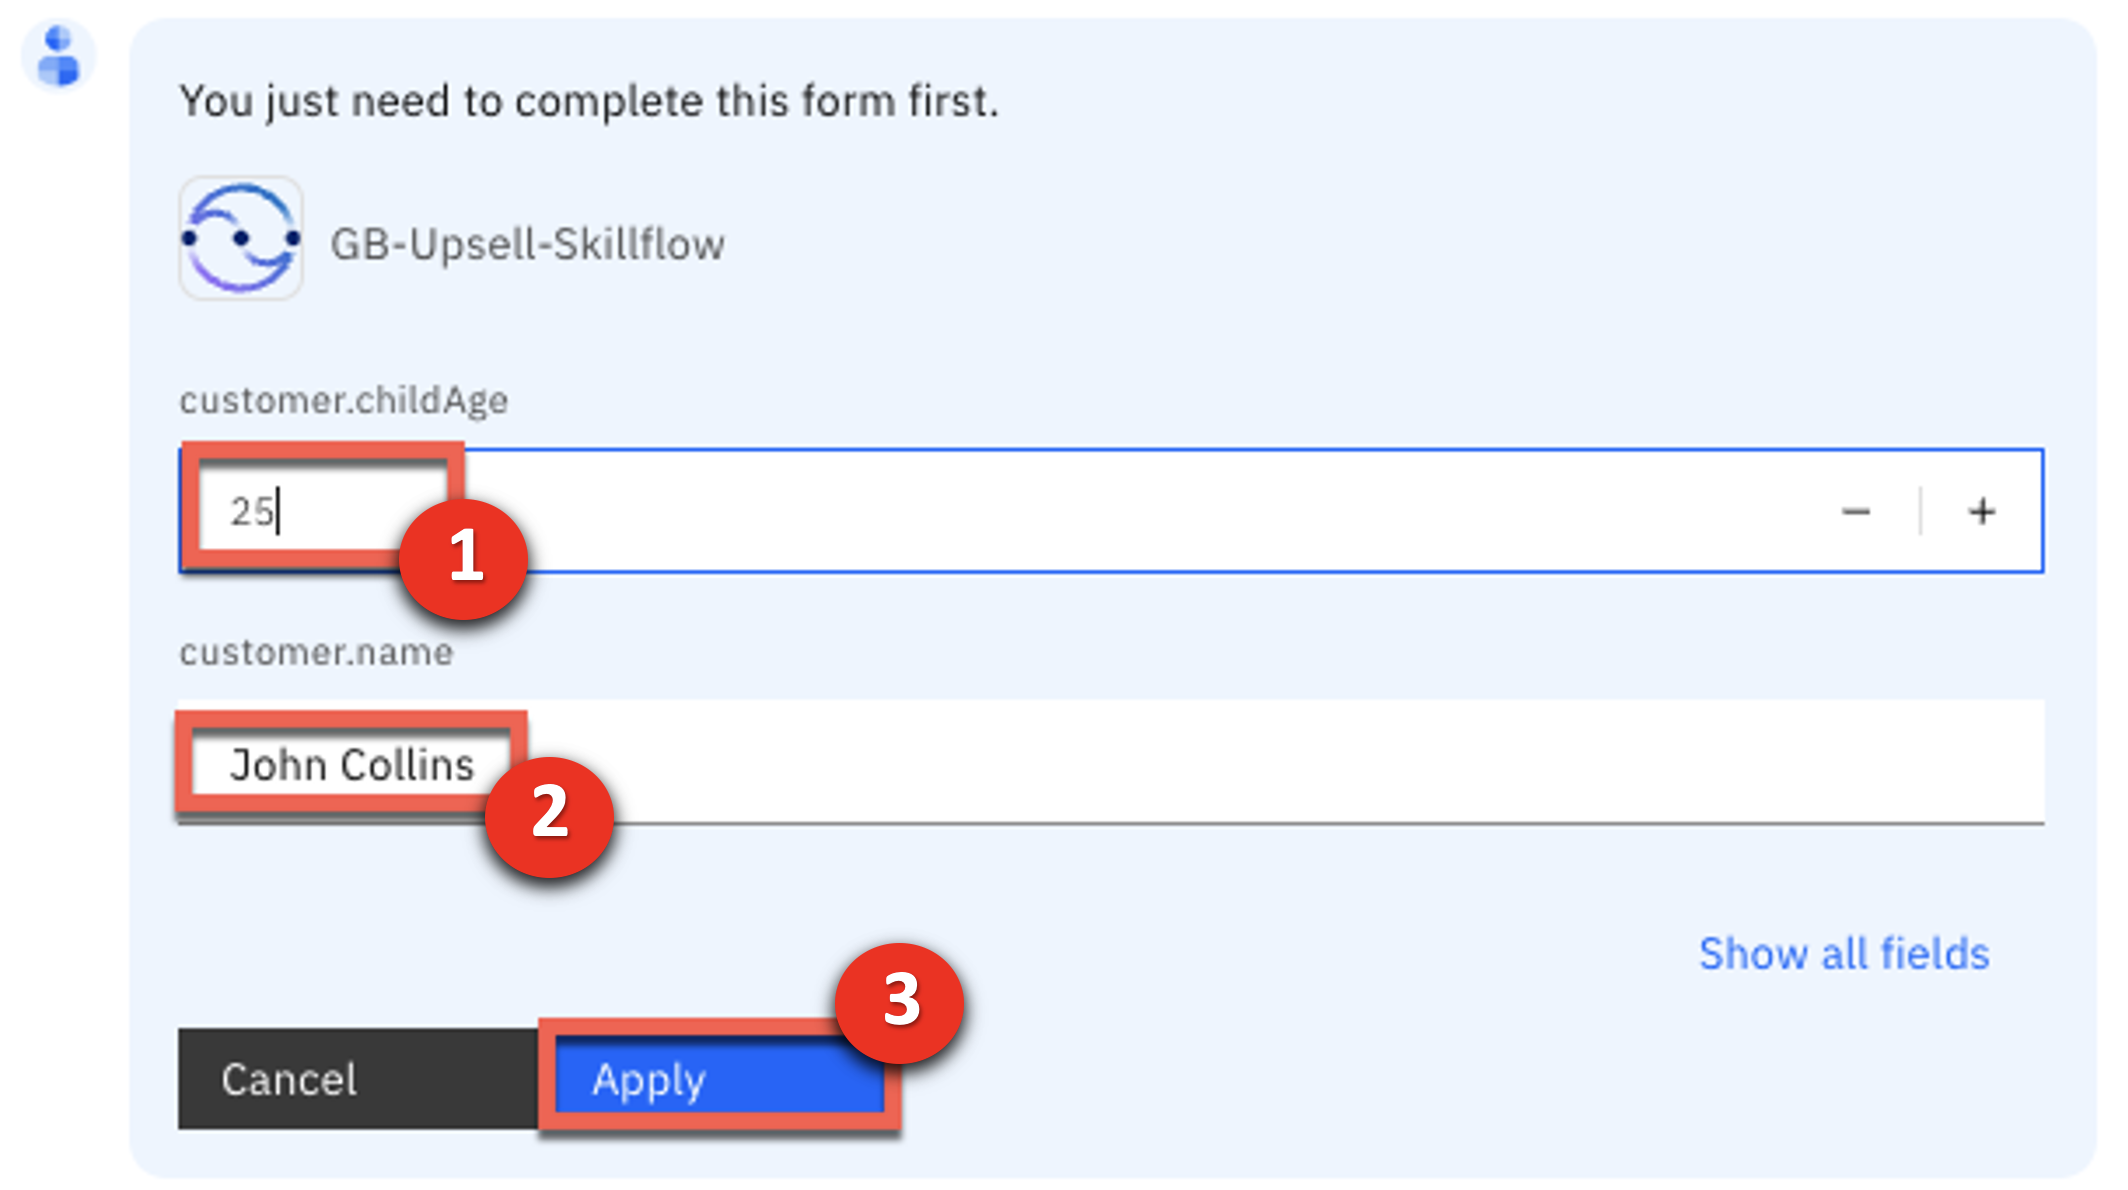 You just need to complete this form first.
GB-Upsell-Skillflow
customer.childAge
25
1
customer.name
John Collins
2
Show all fields
3
Cancel
Apply